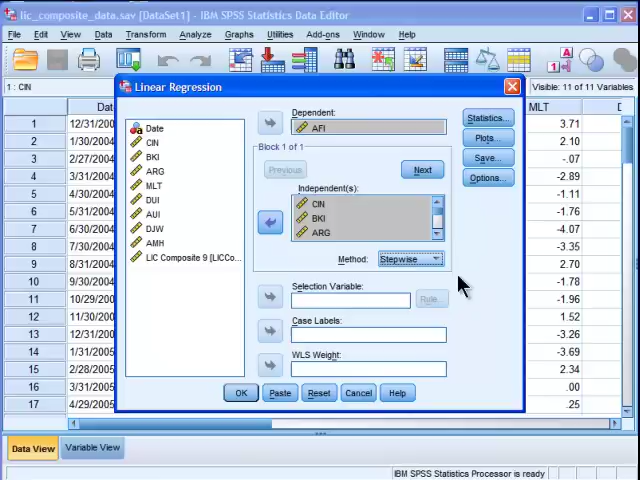 lic_composite_data.sav [DataSet1] - IBM SPSS Statistics Data Editor
File Edit View Data Transform Analyze Graphs Utilities Add-ons Window Help
1 : CIN
Visible: 11 of 11 Variables
Linear Regression
Dat
MLT
1 12/31/200 3.71
2 1/30/2004 2.10
3 2/27/2004 -.07
4 3/31/2004 -2.89
5 4/30/2004 -1.11
6 5/31/2004 -1.76
7 6/30/2004 -4.07
8 7/30/2004 -3.35
9 8/31/2004 2.70
10 9/30/2004 -1.78
11 10/29/200 -1.96
12 11/30/200 1.52
13 12/31/200 -3.26
14 1/31/2005 -3.69
15 2/28/2005 2.34
16 3/31/2005 .00
17 4/29/2005 .25
Date
CIN
BKI
ARG
MLT
DUI
AUI
DJW
AMH
LIC Composite 9 [LICCo...
Dependent:
AFI
Block 1 of 1
Previous
Next
Independent(s):
CIN
BKI
ARG
Method: Stepwise
Selection Variable:
Rule...
Case Labels:
WLS Weight:
Statistics...
Plots...
Save...
Options...
OK Paste Reset Cancel Help
Data View Variable View
IBM SPSS Statistics Processor is ready